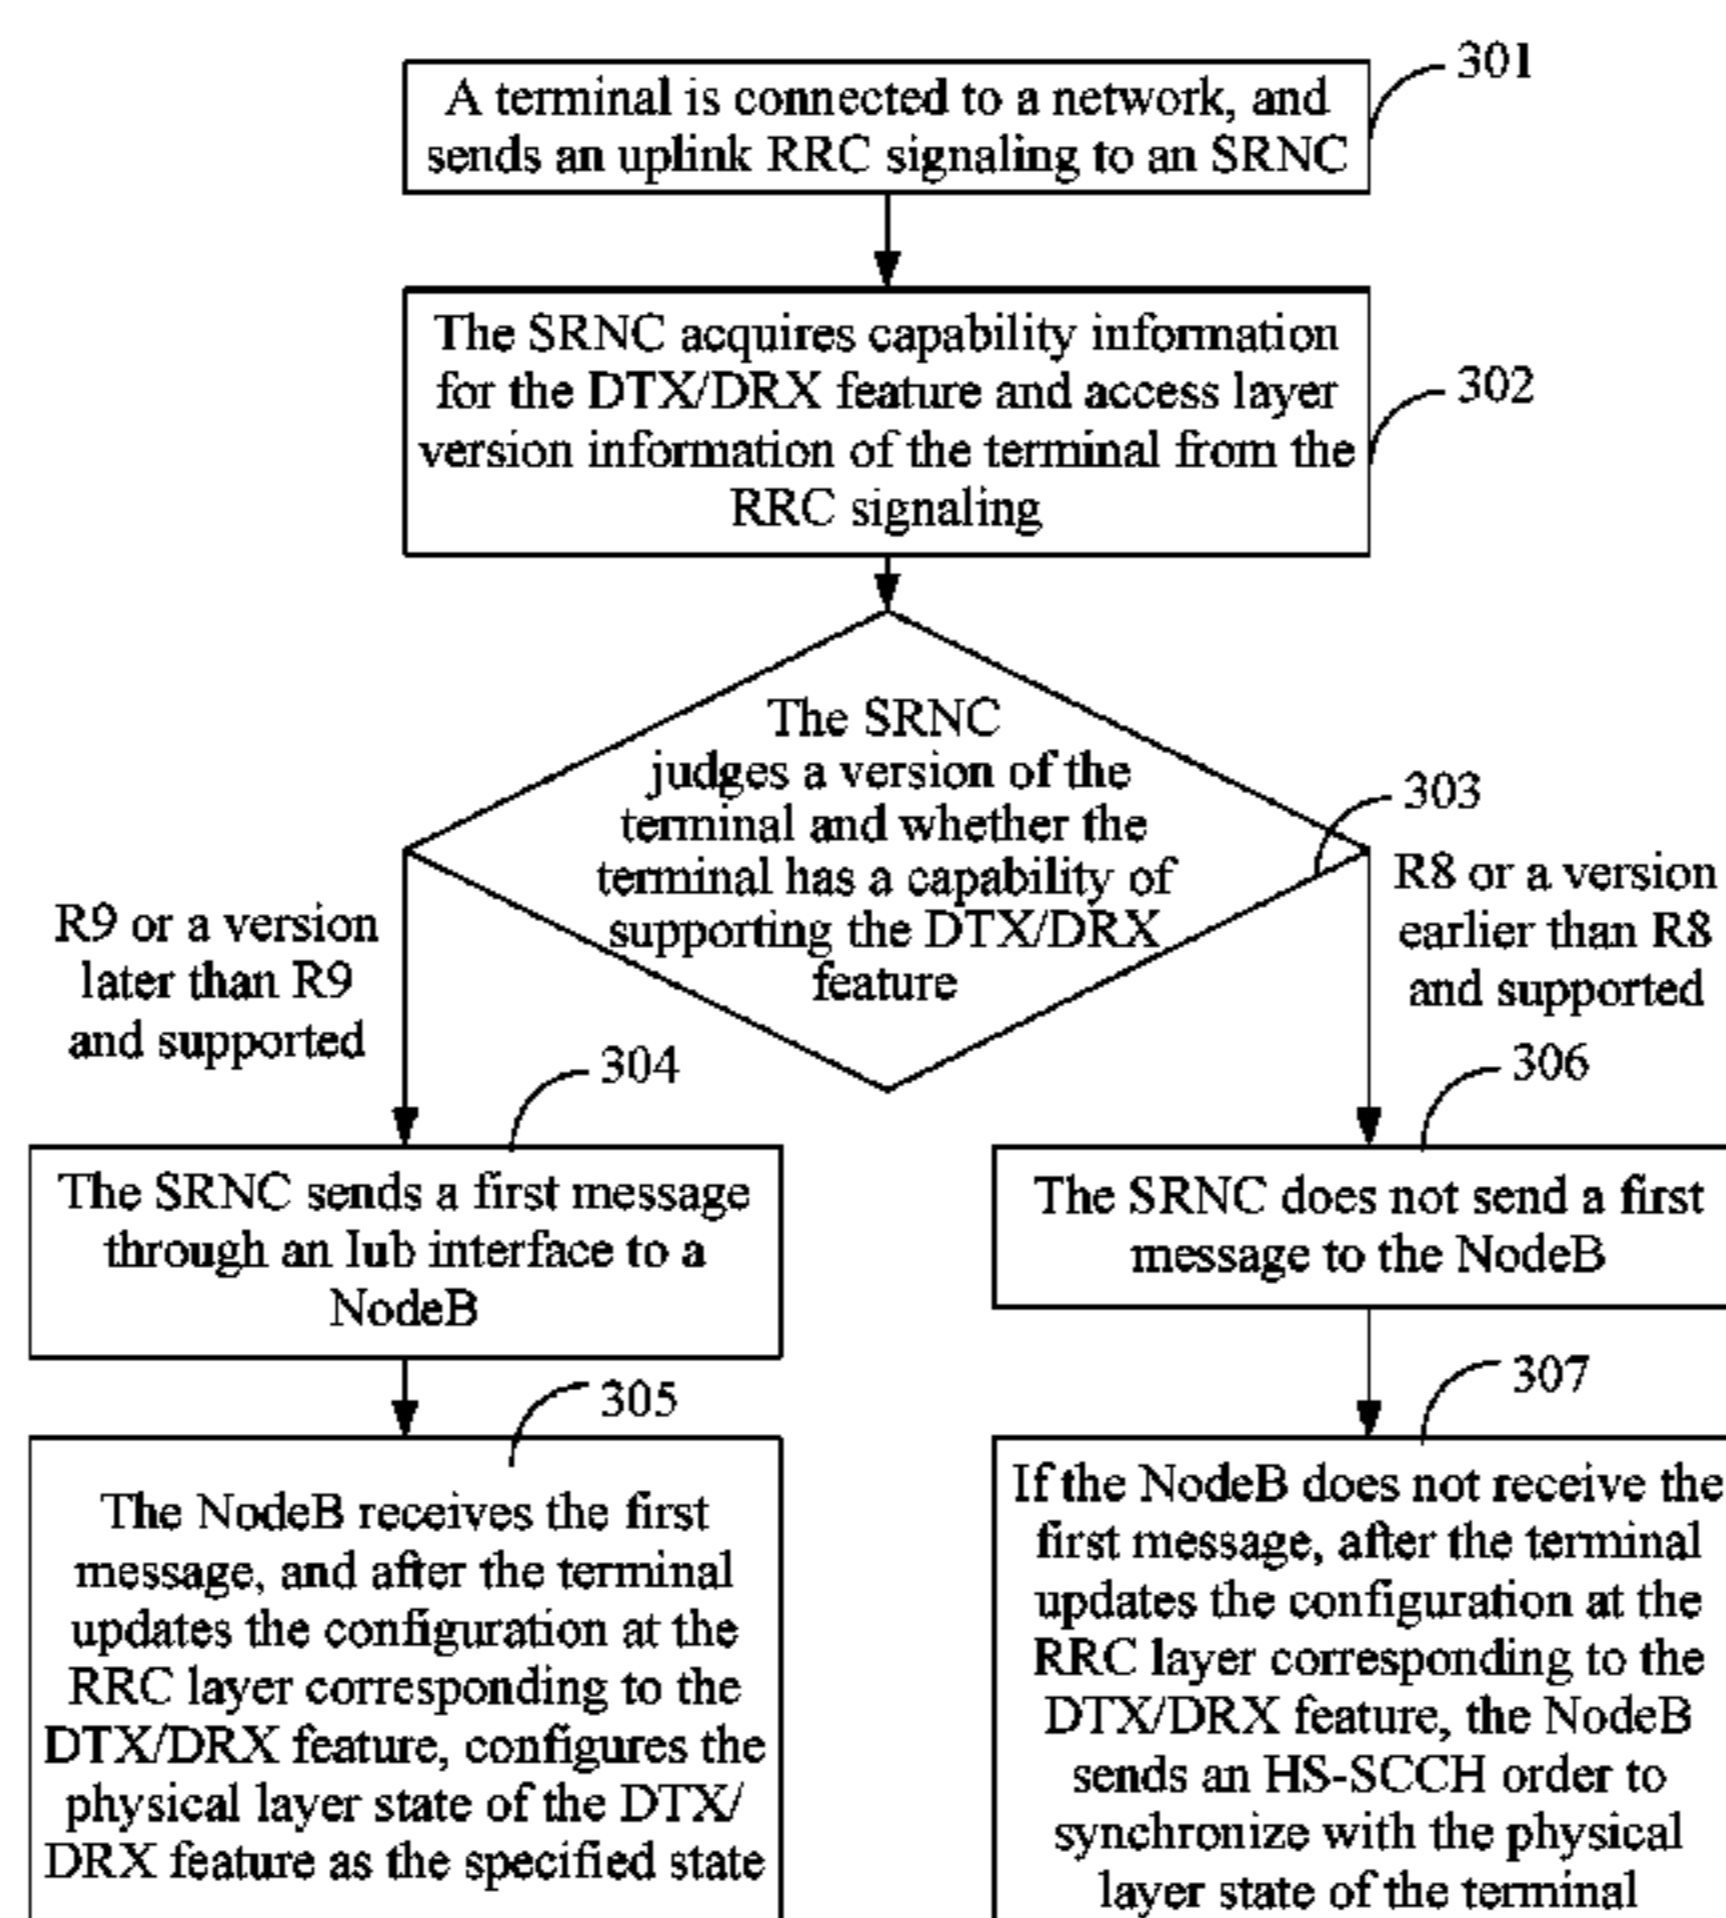 301
A terminal is connected to a network, and
sends an uplink RRC signaling to an SRNC
The SRNC acquires capability information
for the DTX/DRX feature and access layer
version information of the terminal from the
RRC signaling
302
The SRNC
judges a version of the
terminal and whether the
terminal has a capability of
supporting the DTX/DRX
feature
303
R9 or a version
later than R9
and supported
R8 or a version
earlier than R8
and supported
304
The SRNC sends a first message
through an Iub interface to a
NodeB
306
The SRNC does not send a first
message to the NodeB
305
The NodeB receives the first
message, and after the terminal
updates the configuration at the
RRC layer corresponding to the
DTX/DRX feature, configures the
physical layer state of the DTX/
DRX feature as the specified state
307
If the NodeB does not receive the
first message, after the terminal
updates the configuration at the
RRC layer corresponding to the
DTX/DRX feature, the NodeB
sends an HS-SCCH order to
synchronize with the physical
layer state of the terminal